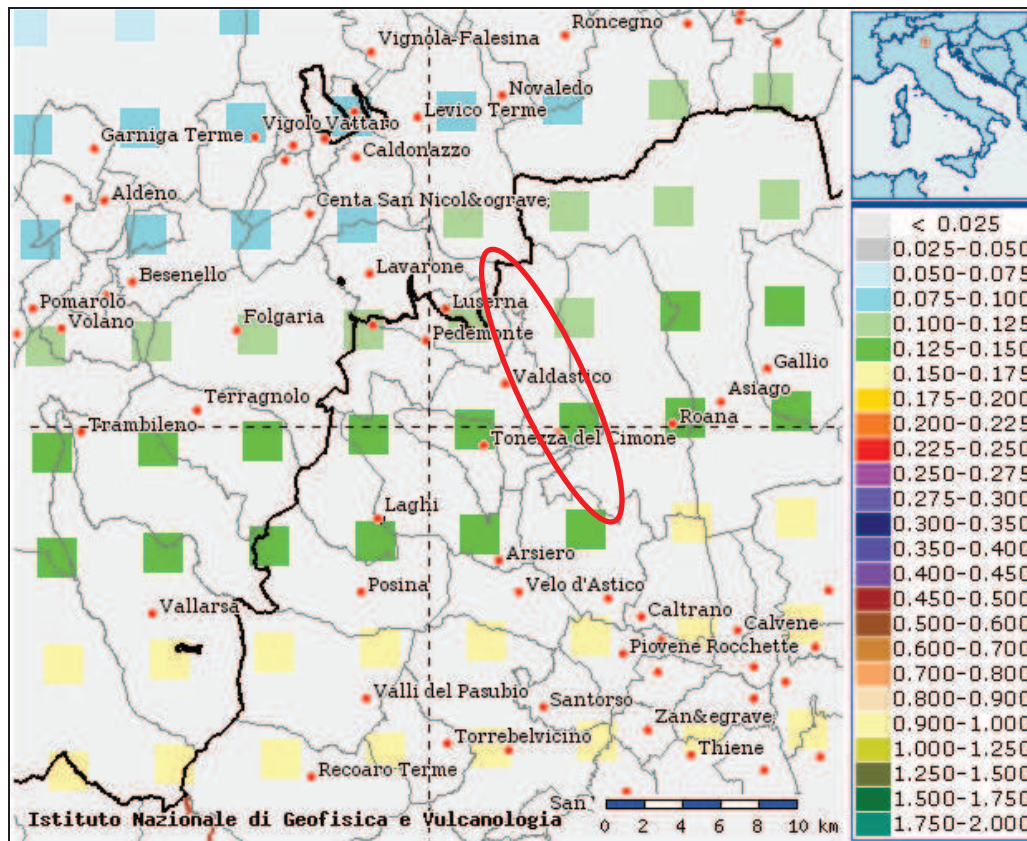 Roncegno
Vignola-Falesina
Novaledo
Levico Terme
Vigolo Vattaro
Garniga Terme
Caldonazzo
Aldeno
Centa San Nicol&ograve;
Besenello
Lavarone
Pomarolo
Luserna
Volano
Folgaria
Pedemonte
Gallio
Valdastico
Asiago
Terragnolo
Roana
Trambileno
Tonezza del Cimone
Laghi
Arsiero
Posina
Velo d'Astico
Vallarsa
Caltrano
Calvene
Piovene Rocchette
Valli del Pasubio
Santorso
Zan&egrave;
Torrebelvicino
Thiene
Recoaro Terme
San
Istituto Nazionale di Geofisica e Vulcanologia
0 2 4 6 8 10 km
< 0.025
0.025-0.050
0.050-0.075
0.075-0.100
0.100-0.125
0.125-0.150
0.150-0.175
0.175-0.200
0.200-0.225
0.225-0.250
0.250-0.275
0.275-0.300
0.300-0.350
0.350-0.400
0.400-0.450
0.450-0.500
0.500-0.600
0.600-0.700
0.700-0.800
0.800-0.900
0.900-1.000
1.000-1.250
1.250-1.500
1.500-1.750
1.750-2.000